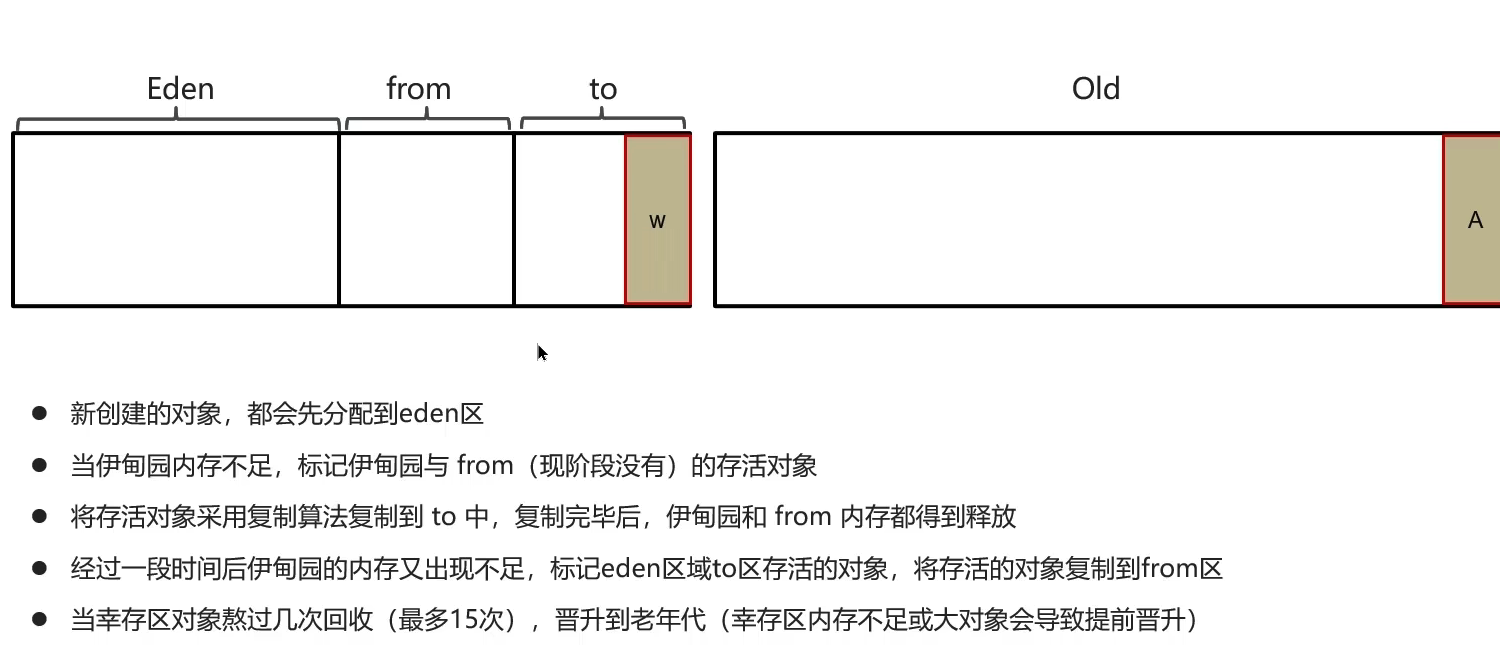 Eden from to Old
w A
新创建的对象，都会先分配到eden区
当伊甸园内存不足，标记伊甸园与 from（现阶段没有）的存活对象
将存活对象采用复制算法复制到 to 中，复制完毕后，伊甸园和 from 内存都得到释放
经过一段时间后伊甸园的内存又出现不足，标记eden区域to区存活的对象，将存活的对象复制到from区
当幸存区对象熬过几次回收（最多15次），晋升到老年代（幸存区内存不足或大对象会导致提前晋升）